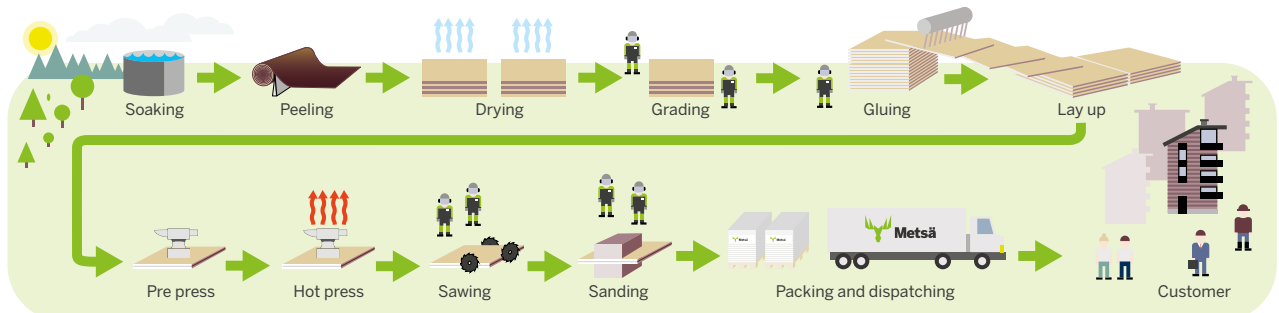 Soaking
Peeling
Drying
Grading
Gluing
Lay up
Pre press
Hot press
Sawing
Sanding
Metsä
Metsä
Metsä
Packing and dispatching
Customer